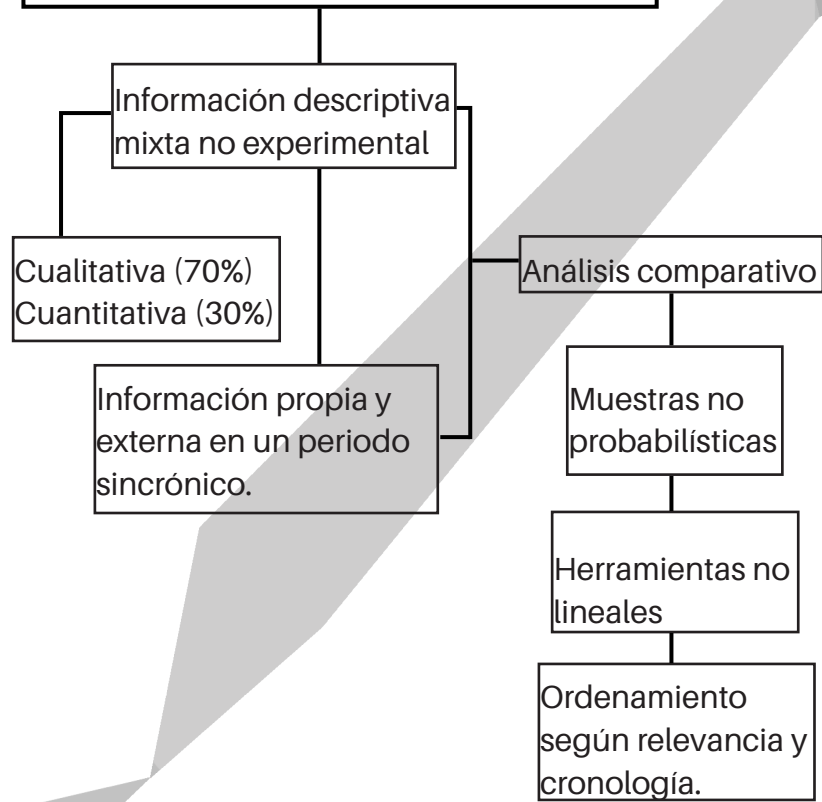 Información descriptiva
mixta no experimental
Cualitativa (70%)
Cuantitativa (30%)
Análisis comparativo
Información propia y
externa en un periodo
sincrónico.
Muestras no
probabilísticas
Herramientas no
lineales
Ordenamiento
según relevancia y
cronología.